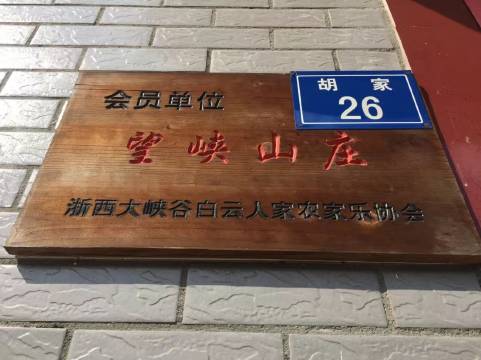 会员单位
胡家
26
望峡山庄
浙西大峡谷白云人家农家乐协会